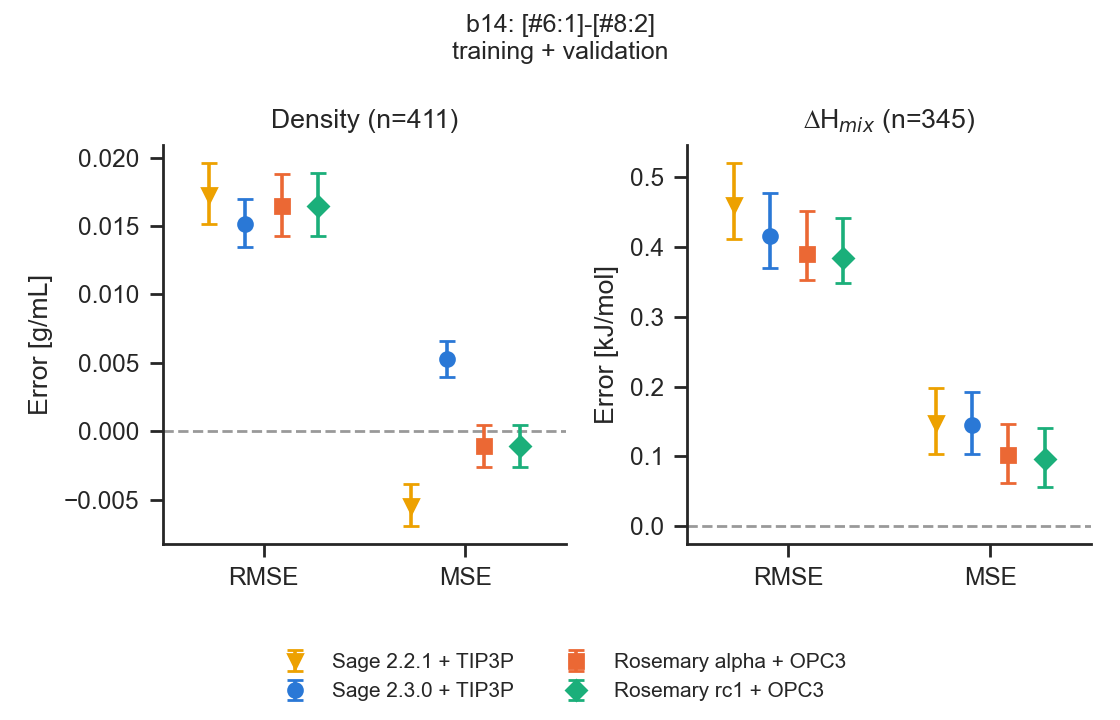 b14: [#6:1]-[#8:2]
training + validation
Density (n=411)
ΔH_mix (n=345)
Error [g/mL]
0.020
0.015
0.010
0.005
0.000
−0.005
RMSE
MSE
Error [kJ/mol]
0.5
0.4
0.3
0.2
0.1
0.0
RMSE
MSE
Sage 2.2.1 + TIP3P
Sage 2.3.0 + TIP3P
Rosemary alpha + OPC3
Rosemary rc1 + OPC3